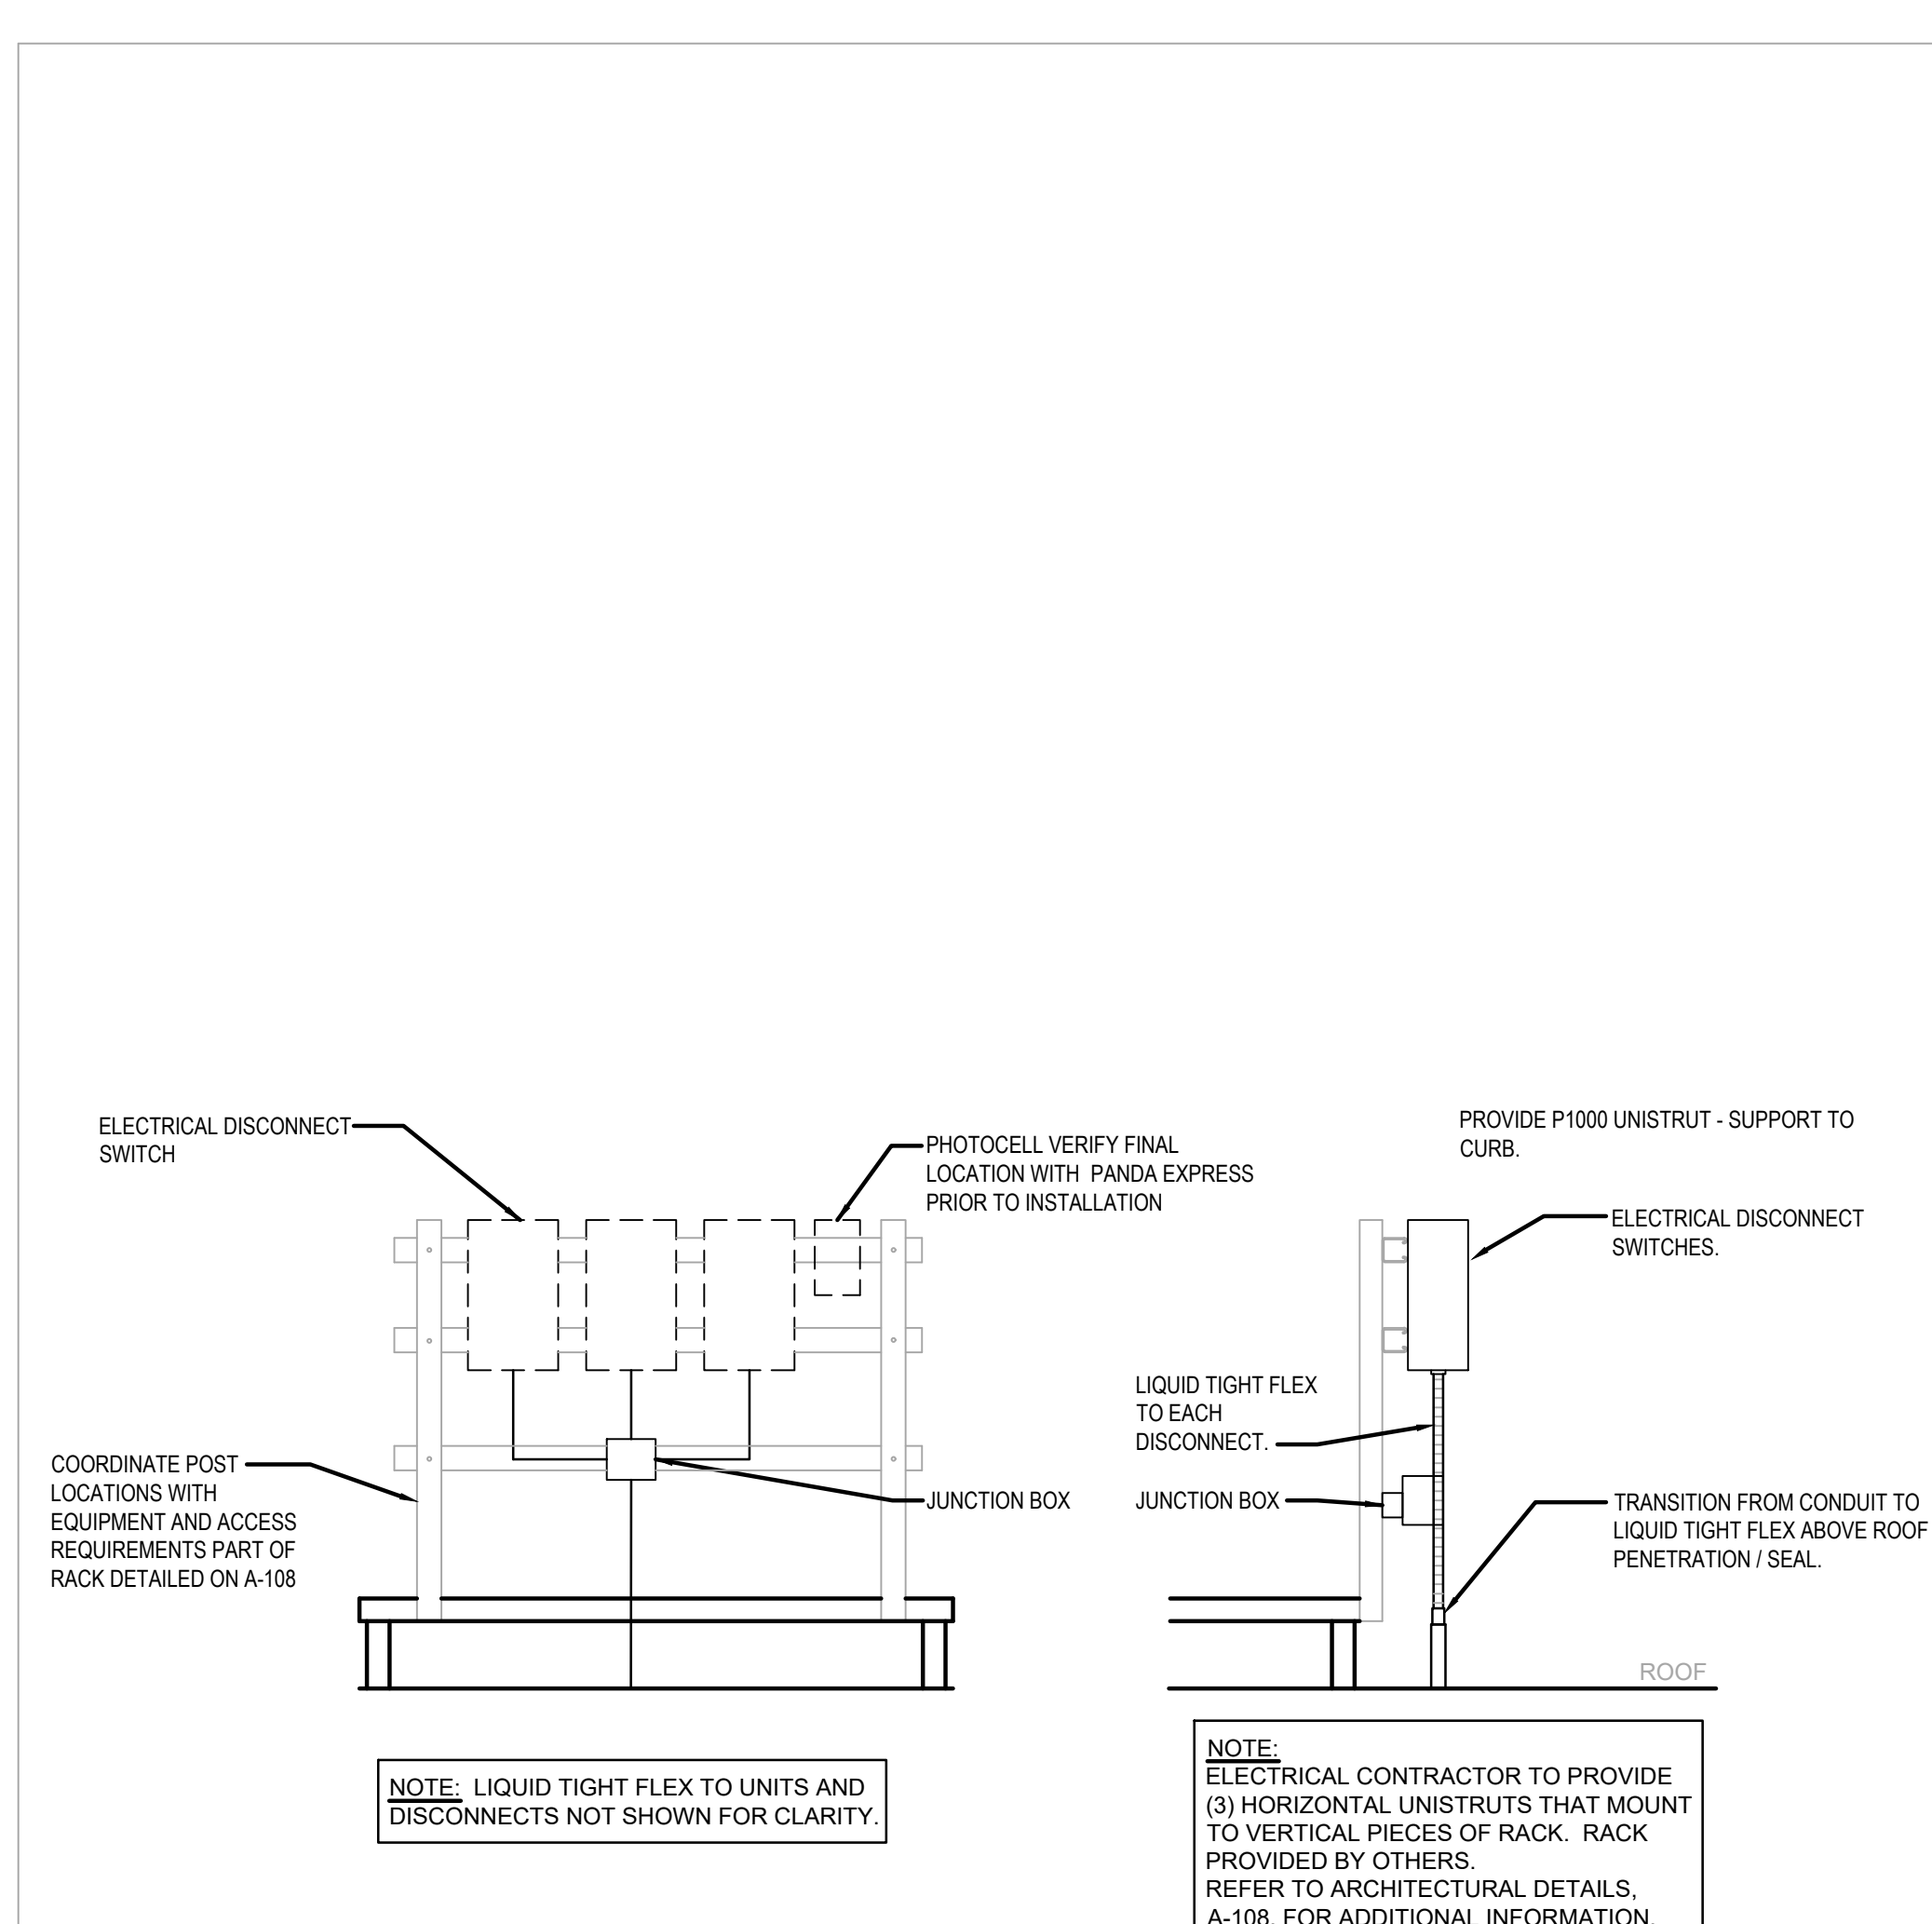 ELECTRICAL DISCONNECT
SWITCH
PHOTOCELL VERIFY FINAL
LOCATION WITH PANDA EXPRESS
PRIOR TO INSTALLATION
COORDINATE POST
LOCATIONS WITH
EQUIPMENT AND ACCESS
REQUIREMENTS PART OF
RACK DETAILED ON A-108
JUNCTION BOX
NOTE: LIQUID TIGHT FLEX TO UNITS AND
DISCONNECTS NOT SHOWN FOR CLARITY.
PROVIDE P1000 UNISTRUT - SUPPORT TO
CURB.
ELECTRICAL DISCONNECT
SWITCHES.
LIQUID TIGHT FLEX
TO EACH
DISCONNECT.
JUNCTION BOX
TRANSITION FROM CONDUIT TO
LIQUID TIGHT FLEX ABOVE ROOF
PENETRATION / SEAL.
ROOF
NOTE:
ELECTRICAL CONTRACTOR TO PROVIDE
(3) HORIZONTAL UNISTRUTS THAT MOUNT
TO VERTICAL PIECES OF RACK. RACK
PROVIDED BY OTHERS.
REFER TO ARCHITECTURAL DETAILS,
A-108, FOR ADDITIONAL INFORMATION.